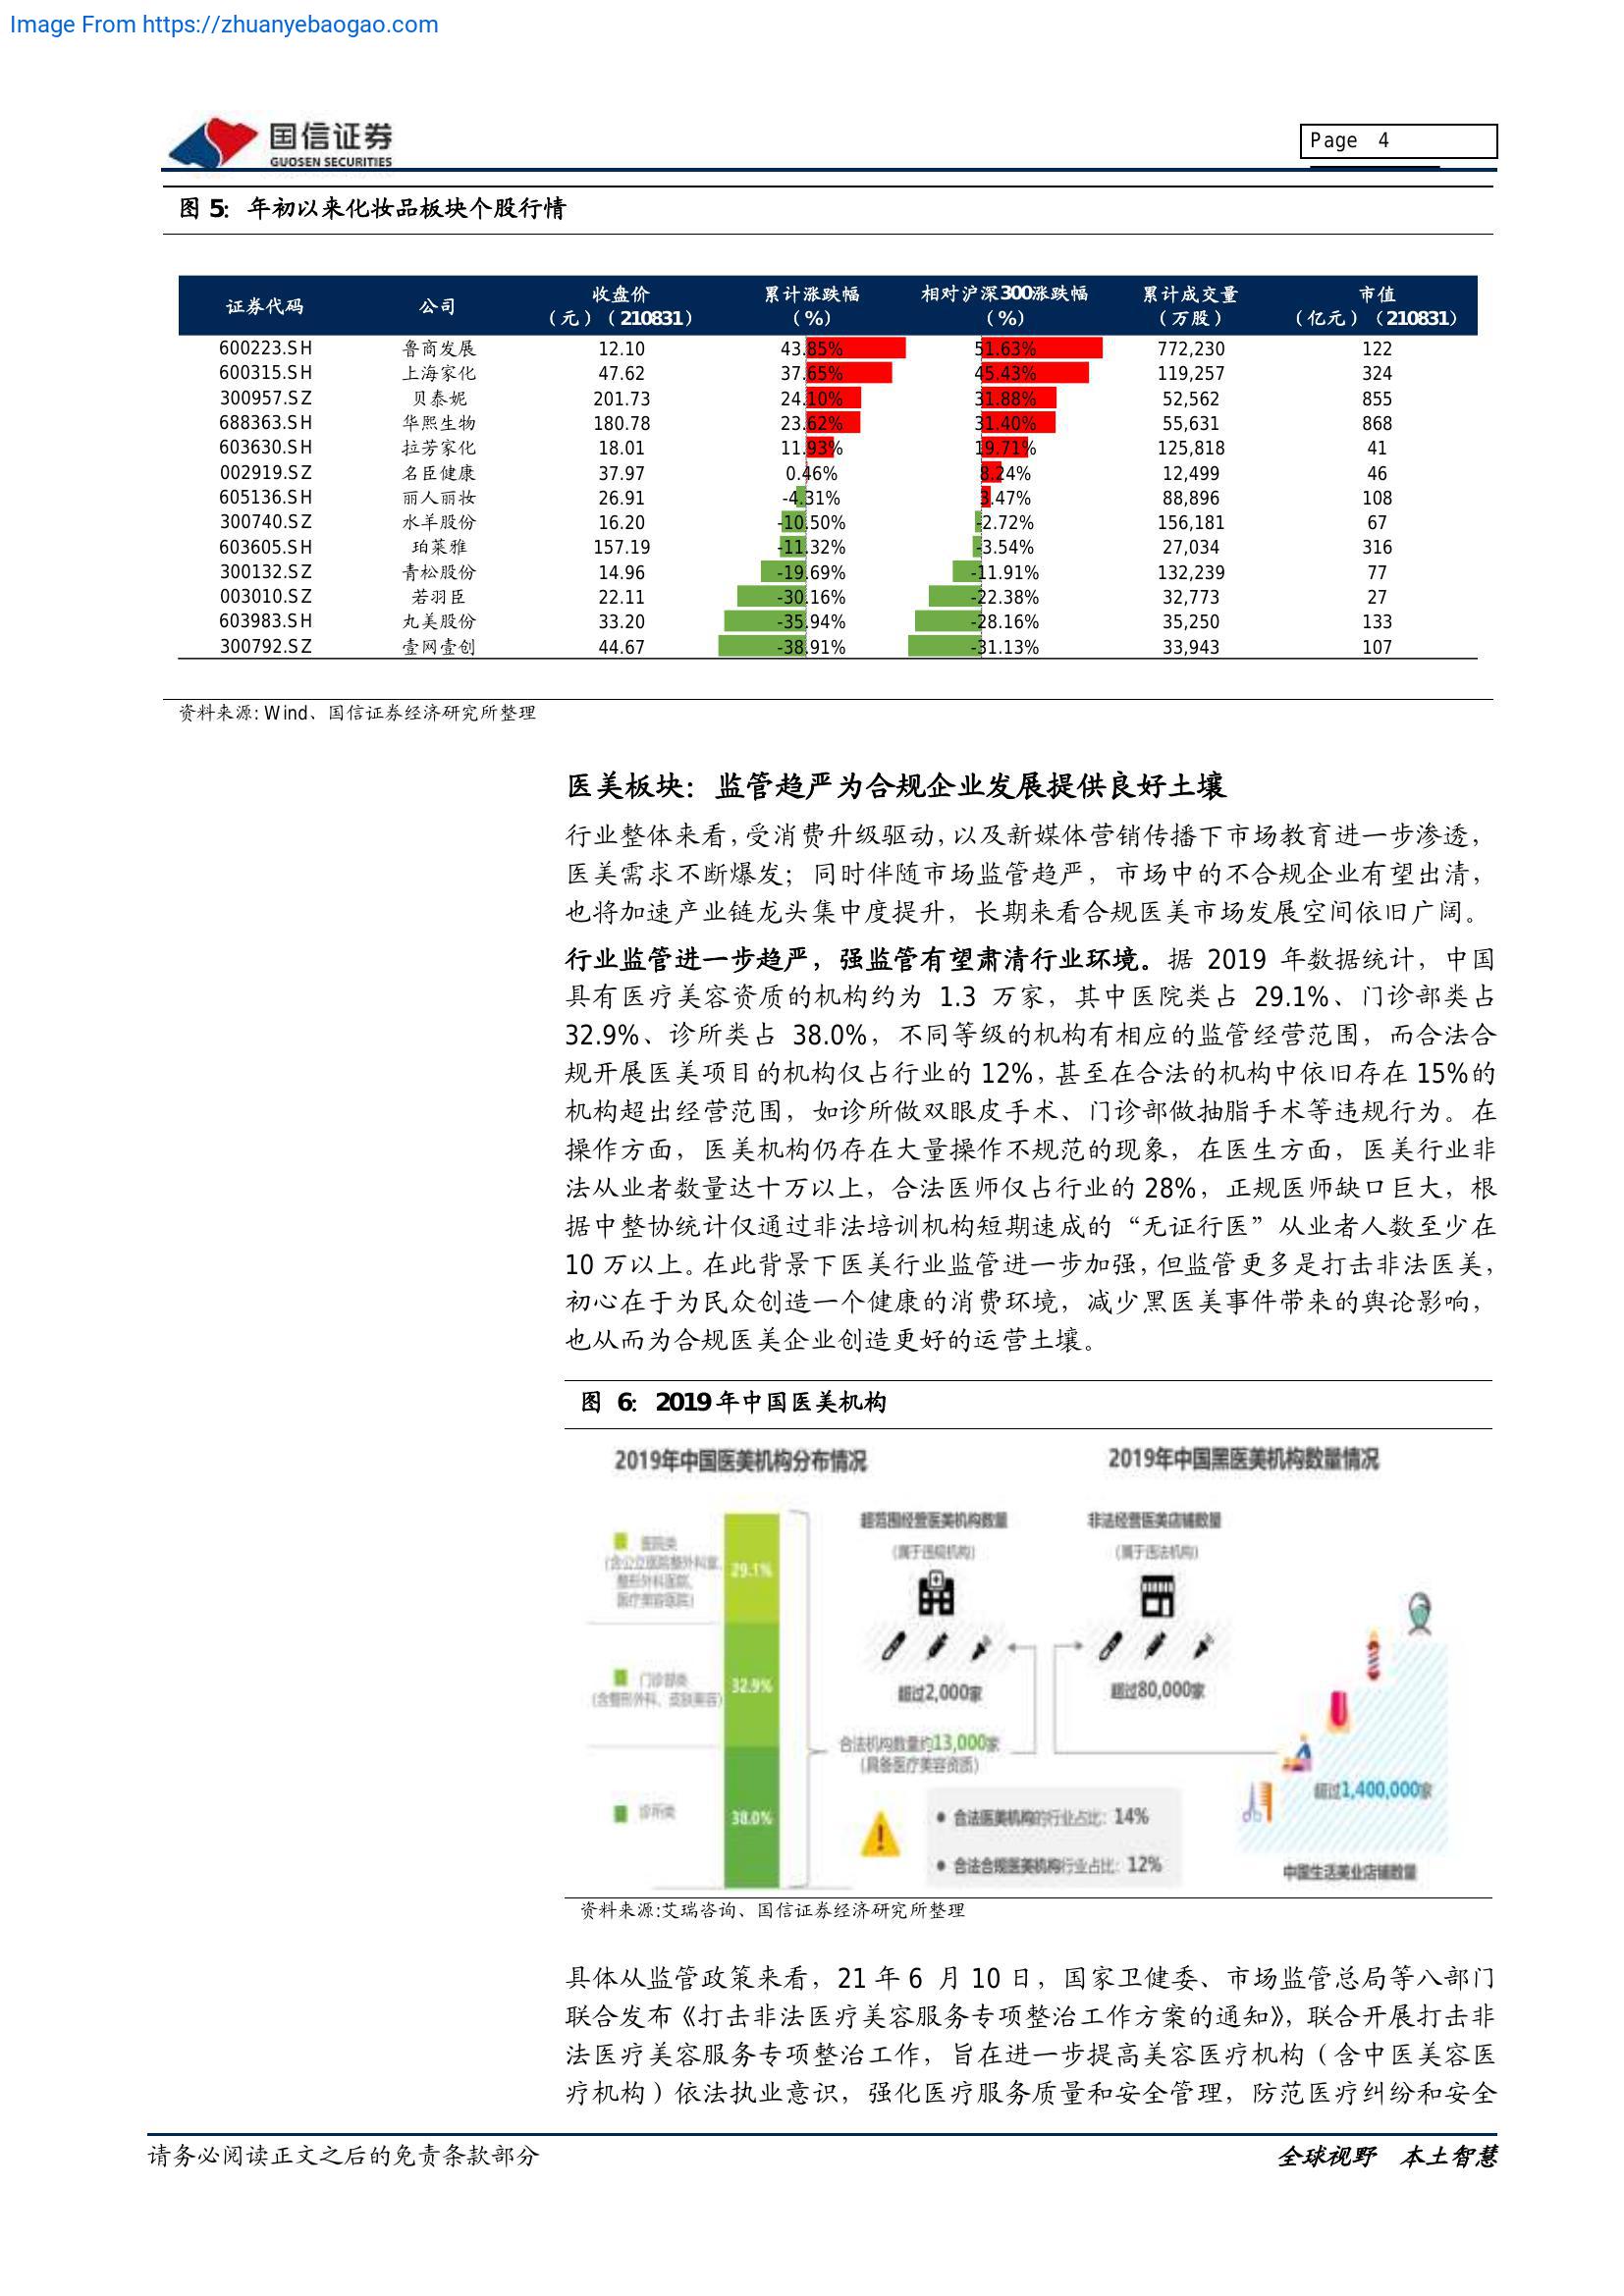 Image From https://zhuanyebaogao.com
国信证券
GUOSEN SECURITIES
Page 4
图 5：年初以来化妆品板块个股行情
证券代码 公司 收盘价（元）（210831） 累计涨跌幅（%） 相对沪深300涨跌幅（%） 累计成交量（万股） 市值（亿元）（210831）
600223.SH 鲁商发展 12.10 43.85% 51.63% 772,230 122
600315.SH 上海家化 47.62 37.65% 45.43% 119,257 324
300957.SZ 贝泰妮 201.73 24.10% 31.88% 52,562 855
688363.SH 华熙生物 180.78 23.62% 31.40% 55,631 868
603630.SH 拉芳家化 18.01 11.93% 19.71% 125,818 41
002919.SZ 名臣健康 37.97 0.46% 8.24% 12,499 46
605136.SH 丽人丽妆 26.91 -4.31% 3.47% 88,896 108
300740.SZ 水羊股份 16.20 -10.50% -2.72% 156,181 67
603605.SH 珀莱雅 157.19 -11.32% -3.54% 27,034 316
300132.SZ 青松股份 14.96 -19.69% -11.91% 132,239 77
003010.SZ 若羽臣 22.11 -30.16% -22.38% 32,773 27
603983.SH 丸美股份 33.20 -35.94% -28.16% 35,250 133
300792.SZ 壹网壹创 44.67 -38.91% -31.13% 33,943 107
资料来源: Wind、国信证券经济研究所整理
医美板块：监管趋严为合规企业发展提供良好土壤
行业整体来看，受消费升级驱动，以及新媒体营销传播下市场教育进一步渗透，
医美需求不断爆发；同时伴随市场监管趋严，市场中的不合规企业有望出清，
也将加速产业链龙头集中度提升，长期来看合规医美市场发展空间依旧广阔。
行业监管进一步趋严，强监管有望肃清行业环境。据 2019 年数据统计，中国
具有医疗美容资质的机构约为 1.3 万家，其中医院类占 29.1%、门诊部类占
32.9%、诊所类占 38.0%，不同等级的机构有相应的监管经营范围，而合法合
规开展医美项目的机构仅占行业的 12%，甚至在合法的机构中依旧存在 15%的
机构超出经营范围，如诊所做双眼皮手术、门诊部做抽脂手术等违规行为。在
操作方面，医美机构仍存在大量操作不规范的现象，在医生方面，医美行业非
法从业者数量达十万以上，合法医师仅占行业的 28%，正规医师缺口巨大，根
据中整协统计仅通过非法培训机构短期速成的“无证行医”从业者人数至少在
10 万以上。在此背景下医美行业监管进一步加强，但监管更多是打击非法医美，
初心在于为民众创造一个健康的消费环境，减少黑医美事件带来的舆论影响，
也从而为合规医美企业创造更好的运营土壤。
图 6：2019 年中国医美机构
2019年中国医美机构分布情况
2019年中国黑医美机构数量情况
医院类
(含公立医院整外科室、
整形外科医院、
医疗美容医院)
29.1%
门诊部类
(含整形外科、皮肤美容)
32.9%
诊所类
38.0%
超范围经营医美机构数量
(属于违规机构)
超过2,000家
非法经营医美店铺数量
(属于违法机构)
超过80,000家
合法机构数量约13,000家
(具备医疗美容资质)
• 合法医美机构的行业占比：14%
• 合法合规医美机构行业占比：12%
超过1,400,000家
中国生活美业店铺数量
资料来源:艾瑞咨询、国信证券经济研究所整理
具体从监管政策来看，21 年 6 月 10 日，国家卫健委、市场监管总局等八部门
联合发布《打击非法医疗美容服务专项整治工作方案的通知》，联合开展打击非
法医疗美容服务专项整治工作，旨在进一步提高美容医疗机构（含中医美容医
疗机构）依法执业意识，强化医疗服务质量和安全管理，防范医疗纠纷和安全
请务必阅读正文之后的免责条款部分
全球视野 本土智慧